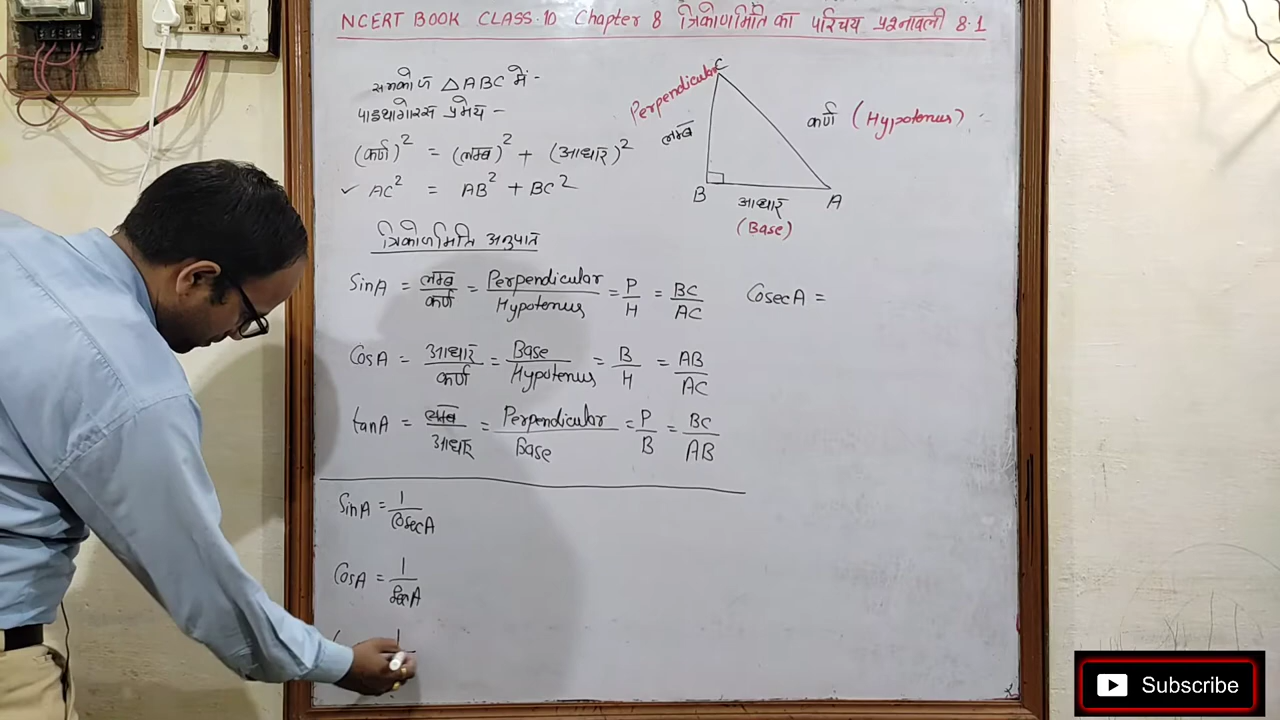 NCERT BOOK CLASS-10 Chapter 8 त्रिकोणमिति का परिचय प्रश्नावली 8.1
समकोण △ABC में -
पाइथागोरस प्रमेय -
(कर्ण)² = (लम्ब)² + (आधार)²
✓ AC² = AB² + BC²
C
Perpendicular
लम्ब
कर्ण (Hypotenus)
B
A
आधार
(Base)
त्रिकोणमिति अनुपात
SinA = लम्ब/कर्ण = Perpendicular/Hypotenus = P/H = BC/AC
CosecA =
CosA = आधार/कर्ण = Base/Hypotenus = B/H = AB/AC
tanA = लम्ब/आधार = Perpendicular/Base = P/B = BC/AB
SinA = 1/CosecA
CosA = 1/SecA
1
Subscribe